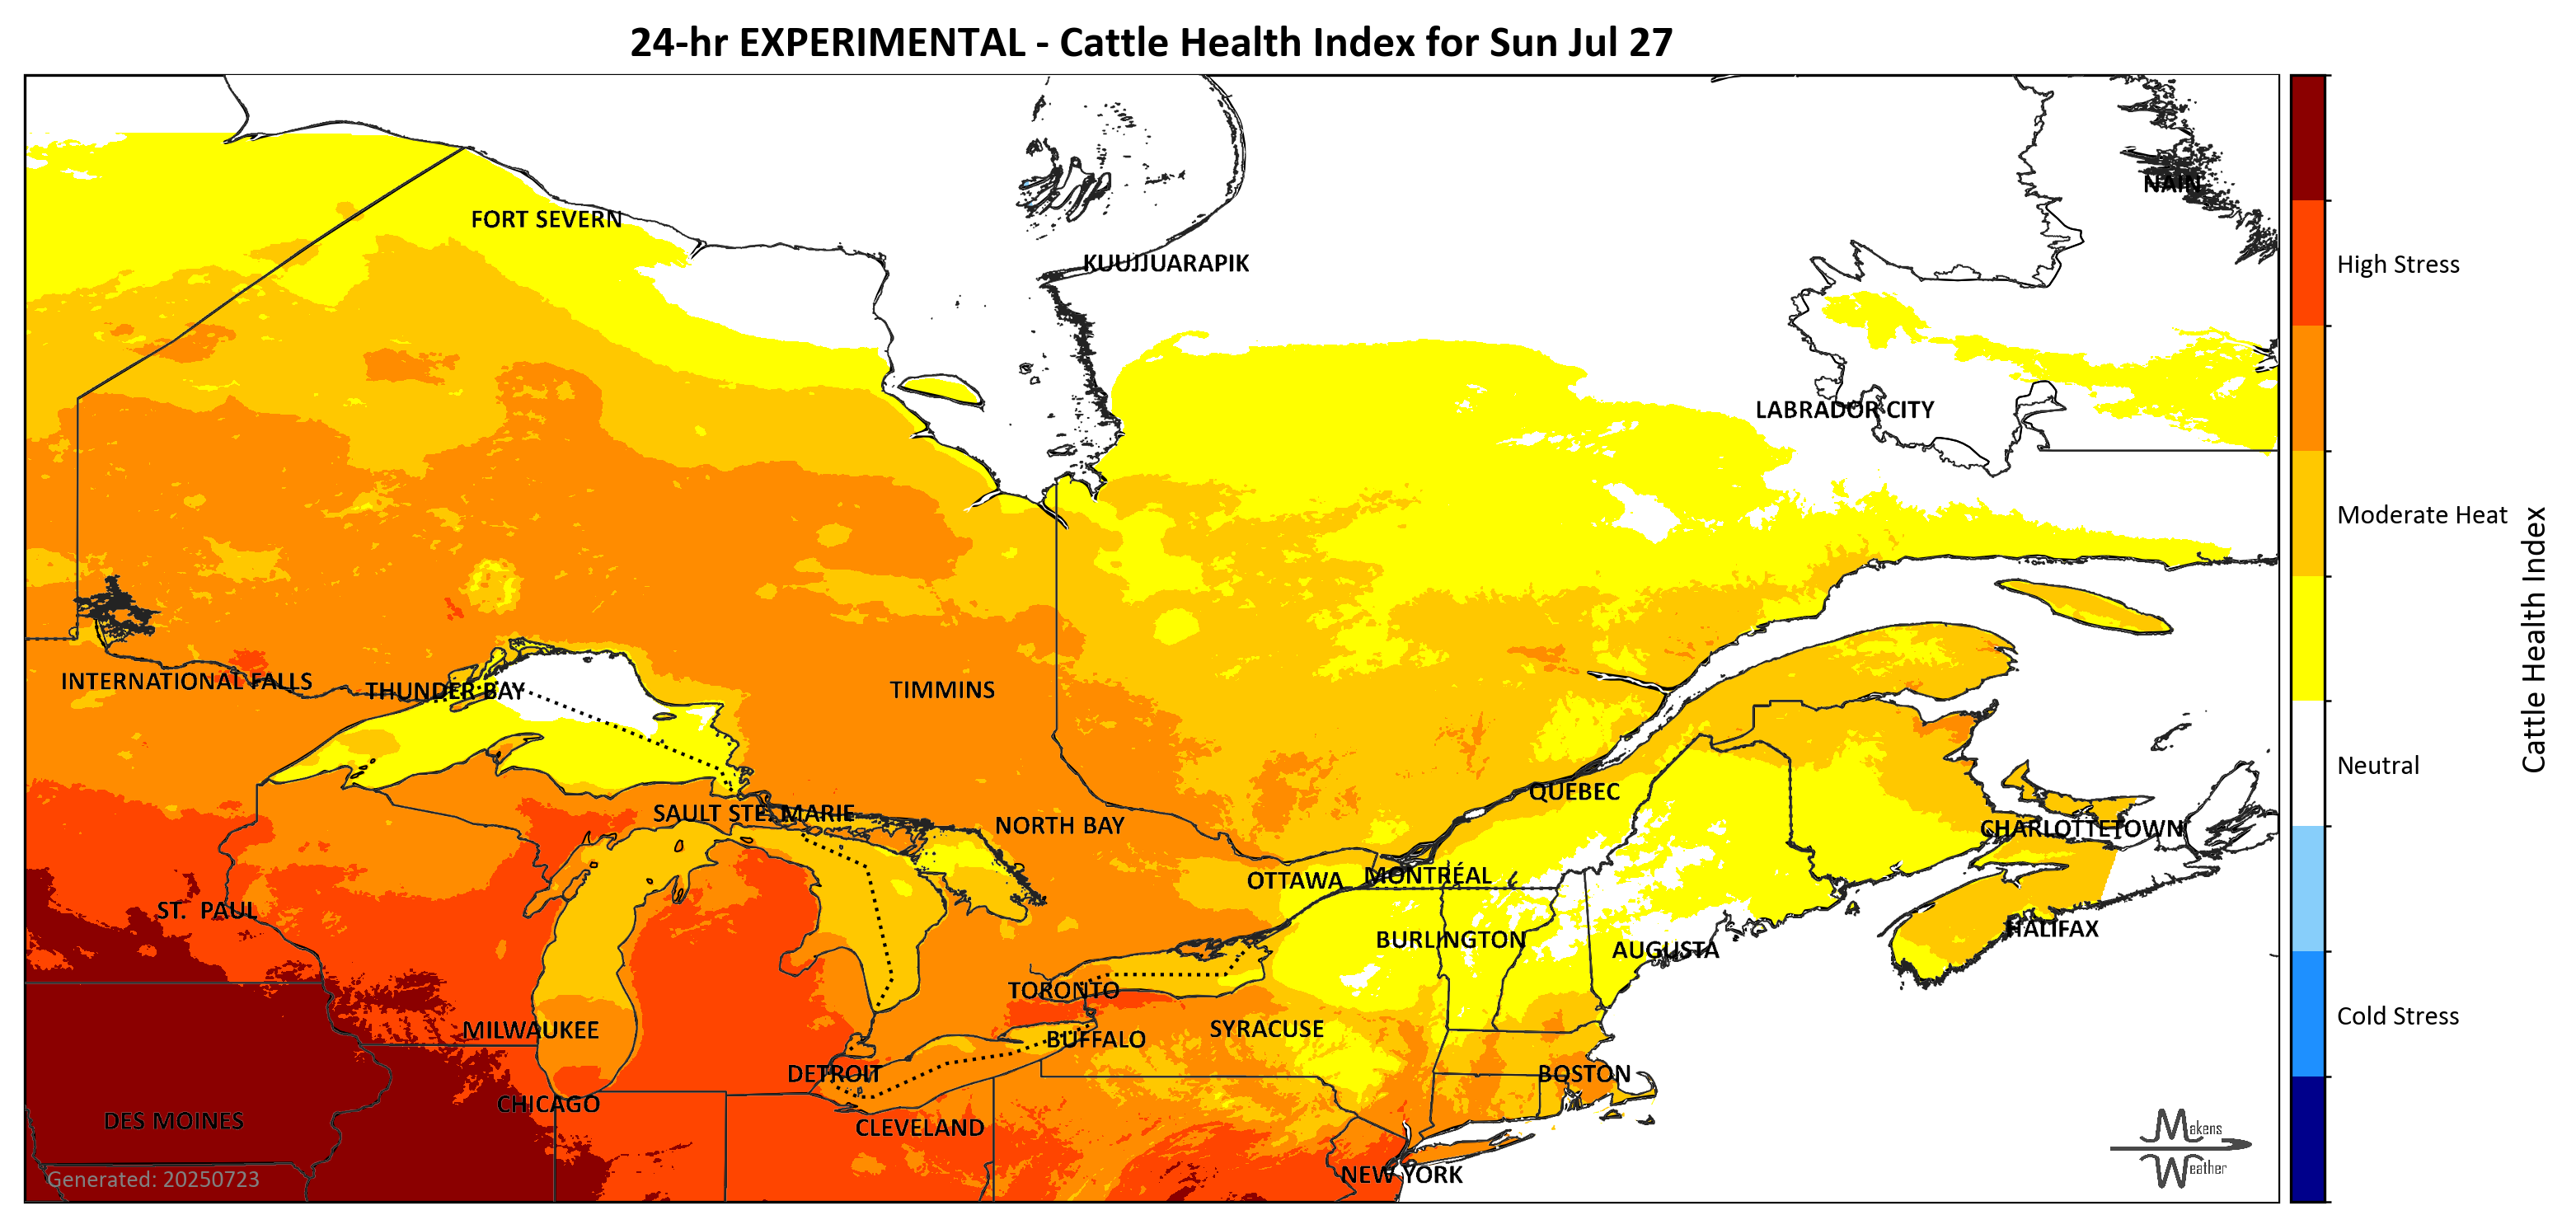 24-hr EXPERIMENTAL - Cattle Health Index for Sun Jul 27
NAIN
FORT SEVERN
KUUJJUARAPIK
High Stress
LABRADOR CITY
Moderate Heat
Cattle Health Index
INTERNATIONAL FALLS
THUNDER BAY
TIMMINS
Neutral
QUEBEC
SAULT STE. MARIE
NORTH BAY
CHARLOTTETOWN
OTTAWA
MONTRÉAL
ST. PAUL
HALIFAX
BURLINGTON
AUGUSTA
TORONTO
Cold Stress
MILWAUKEE
SYRACUSE
BUFFALO
DETROIT
BOSTON
CHICAGO
DES MOINES
CLEVELAND
Makens
Weather
NEW YORK
Generated: 20250723